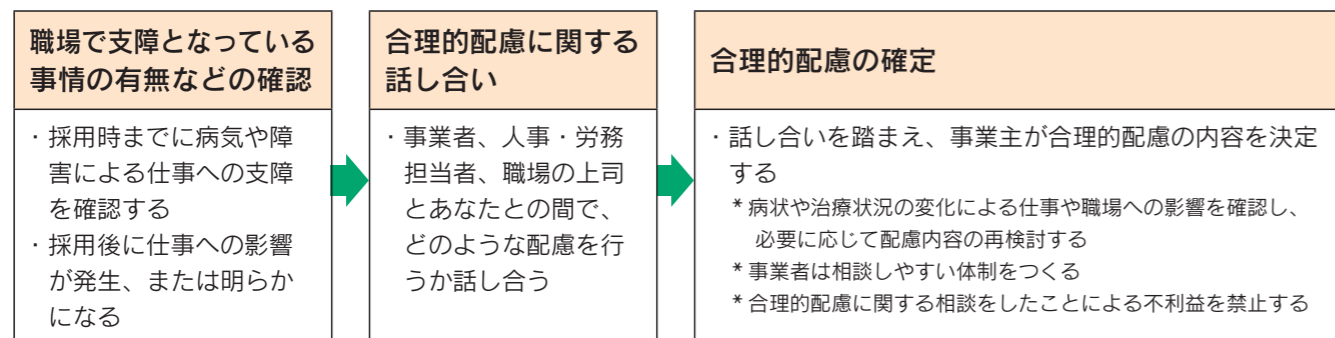 職場で支障となっている
事情の有無などの確認
・採用時までに病気や障
害による仕事への支障
を確認する
・採用後に仕事への影響
が発生、または明らか
になる
合理的配慮に関する
話し合い
・事業者、人事・労務
担当者、職場の上司
とあなたとの間で、
どのような配慮を行
うか話し合う
合理的配慮の確定
・話し合いを踏まえ、事業主が合理的配慮の内容を決定
する
*病状や治療状況の変化による仕事や職場への影響を確認し、
必要に応じて配慮内容の再検討する
*事業者は相談しやすい体制をつくる
*合理的配慮に関する相談をしたことによる不利益を禁止する